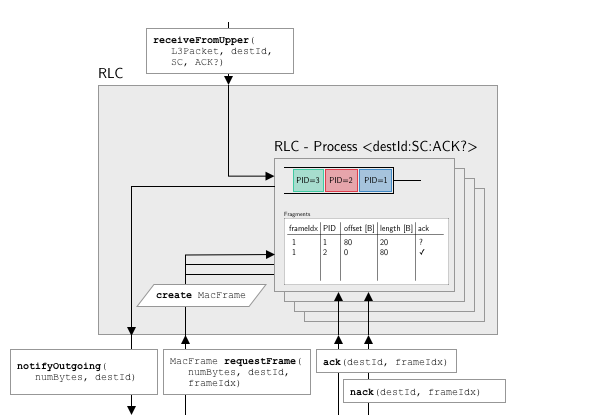 receiveFromUpper(
L3Packet, destId,
SC, ACK?)
RLC
RLC - Process <destId:SC:ACK?>
PID=3 PID=2 PID=1
Fragments
frameIdx PID offset [B] length [B] ack
1 1 80 20 ?
1 2 0 80 ✓
create MacFrame
notifyOutgoing(
numBytes, destId)
MacFrame requestFrame(
numBytes, destId,
frameIdx)
ack(destId, frameIdx)
nack(destId, frameIdx)